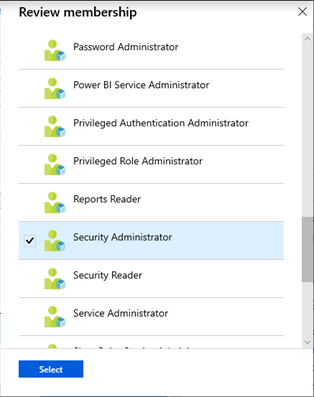 Review membership
Password Administrator
Power BI Service Administrator
Privileged Authentication Administrator
Privileged Role Administrator
Reports Reader
Security Administrator
Security Reader
Service Administrator
Select